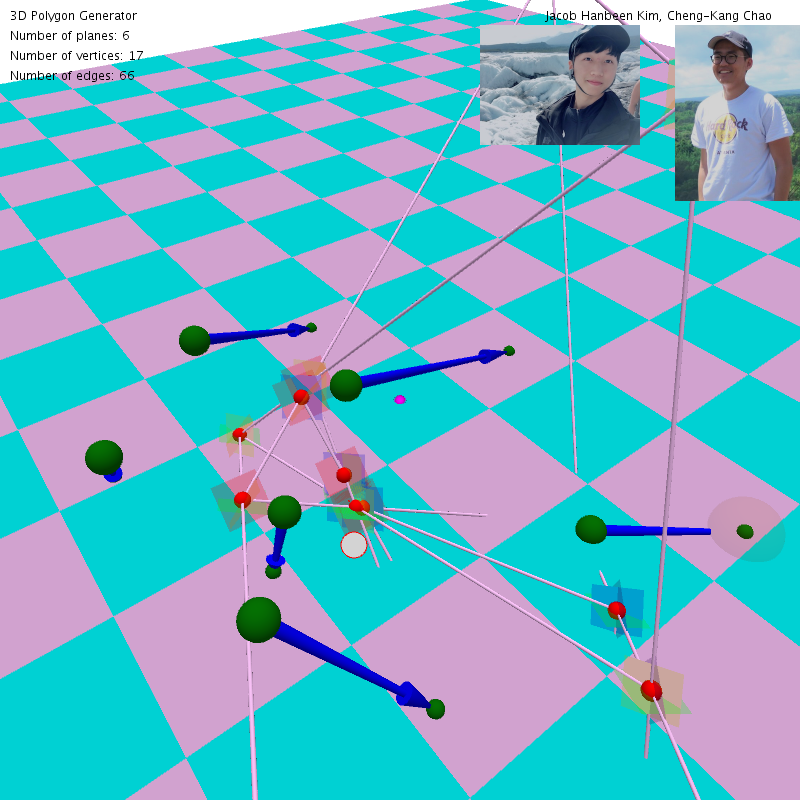 3D Polygon Generator
Jacob Hanbeen Kim, Cheng-Kang Chao
Number of planes: 6
Number of vertices: 17
Number of edges: 66